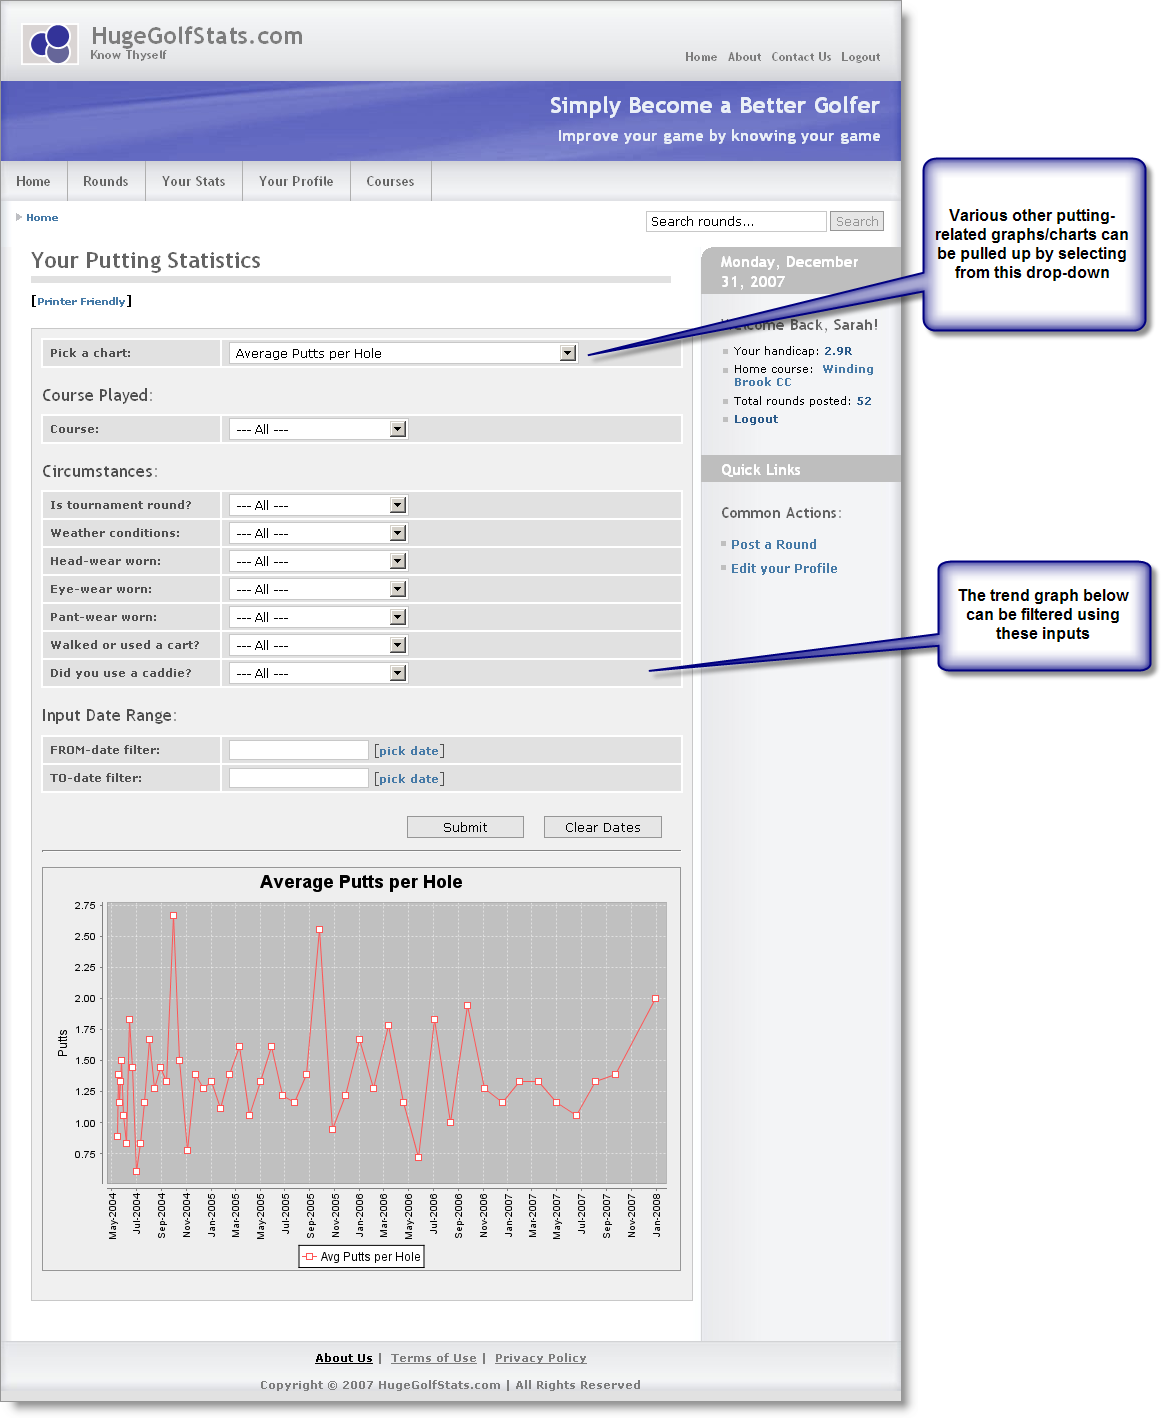 HugeGolfStats.com
Know Thyself
Home About Contact Us Logout
Simply Become a Better Golfer
Improve your game by knowing your game
Home Rounds Your Stats Your Profile Courses
Home
Search rounds...
Search
Your Putting Statistics
[Printer Friendly]
Pick a chart: Average Putts per Hole
Course Played:
Course: --- All ---
Circumstances:
Is tournament round? --- All ---
Weather conditions: --- All ---
Head-wear worn: --- All ---
Eye-wear worn: --- All ---
Pant-wear worn: --- All ---
Walked or used a cart? --- All ---
Did you use a caddie? --- All ---
Input Date Range:
FROM-date filter: [pick date]
TO-date filter: [pick date]
Submit Clear Dates
Average Putts per Hole
2.75
2.50
2.25
2.00
1.75
1.50
1.25
1.00
0.75
Putts
May-2004 Jul-2004 Sep-2004 Nov-2004 Jan-2005 Mar-2005 May-2005 Jul-2005 Sep-2005 Nov-2005 Jan-2006 Mar-2006 May-2006 Jul-2006 Sep-2006 Nov-2006 Jan-2007 Mar-2007 May-2007 Jul-2007 Sep-2007 Nov-2007 Jan-2008
Avg Putts per Hole
Monday, December
31, 2007
Welcome Back, Sarah!
Your handicap: 2.9R
Home course: Winding
Brook CC
Total rounds posted: 52
Logout
Quick Links
Common Actions:
Post a Round
Edit your Profile
Various other putting-
related graphs/charts can
be pulled up by selecting
from this drop-down
The trend graph below
can be filtered using
these inputs
About Us | Terms of Use | Privacy Policy
Copyright © 2007 HugeGolfStats.com | All Rights Reserved